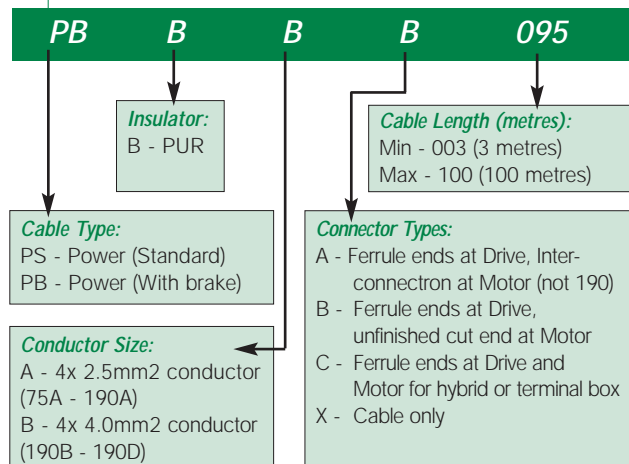 PB B B B 095
Insulator:
B - PUR
Cable Length (metres):
Min - 003 (3 metres)
Max - 100 (100 metres)
Cable Type:
PS - Power (Standard)
PB - Power (With brake)
Connector Types:
A - Ferrule ends at Drive, Inter-
connectron at Motor (not 190)
B - Ferrule ends at Drive,
unfinished cut end at Motor
C - Ferrule ends at Drive and
Motor for hybrid or terminal box
X - Cable only
Conductor Size:
A - 4x 2.5mm2 conductor
(75A - 190A)
B - 4x 4.0mm2 conductor
(190B - 190D)